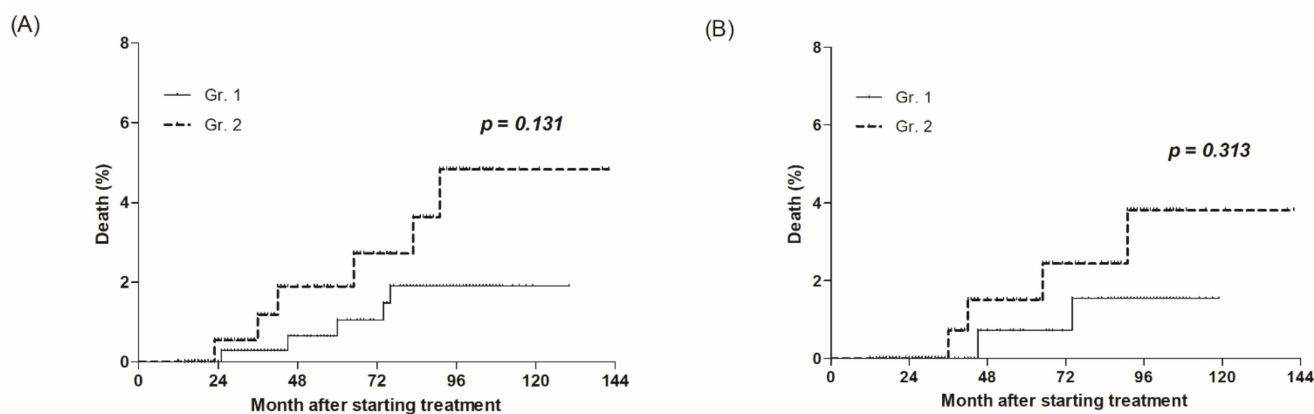 (A)
8
6
4
2
0
Death (%)
Gr. 1
Gr. 2
p = 0.131
0 24 48 72 96 120 144
Month after starting treatment
(B)
8
6
4
2
0
Death (%)
Gr. 1
Gr. 2
p = 0.313
0 24 48 72 96 120 144
Month after starting treatment